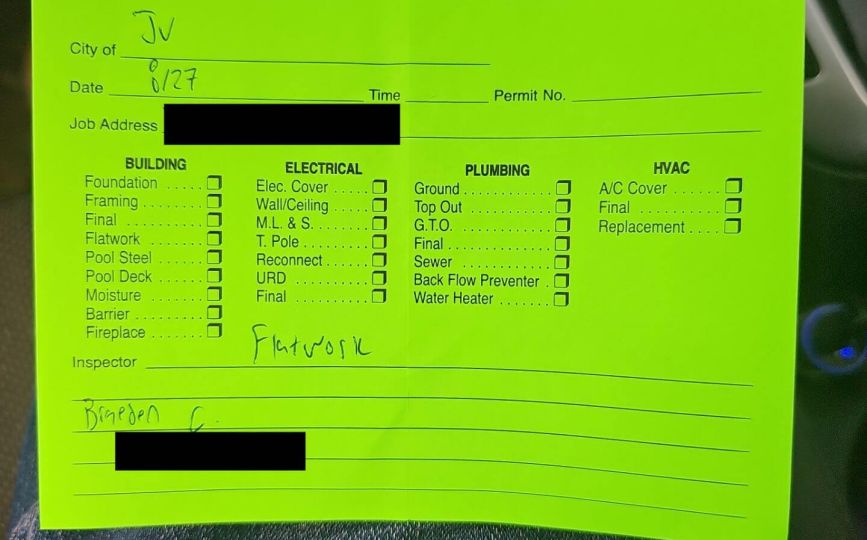 City of JV
Date 8/27 Time Permit No.
Job Address
BUILDING
Foundation ......
Framing .........
Final ...........
Flatwork ........
Pool Steel ......
Pool Deck .......
Moisture ........
Barrier .........
Fireplace .......
ELECTRICAL
Elec. Cover ......
Wall/Ceiling .....
M.L. & S. ........
T. Pole ..........
Reconnect ........
URD ..............
Final ............
PLUMBING
Ground ............
Top Out ...........
G.T.O. ............
Final .............
Sewer .............
Back Flow Preventer .
Water Heater .......
HVAC
A/C Cover ......
Final ..........
Replacement ....
Flatwork
Inspector
Braeden C.